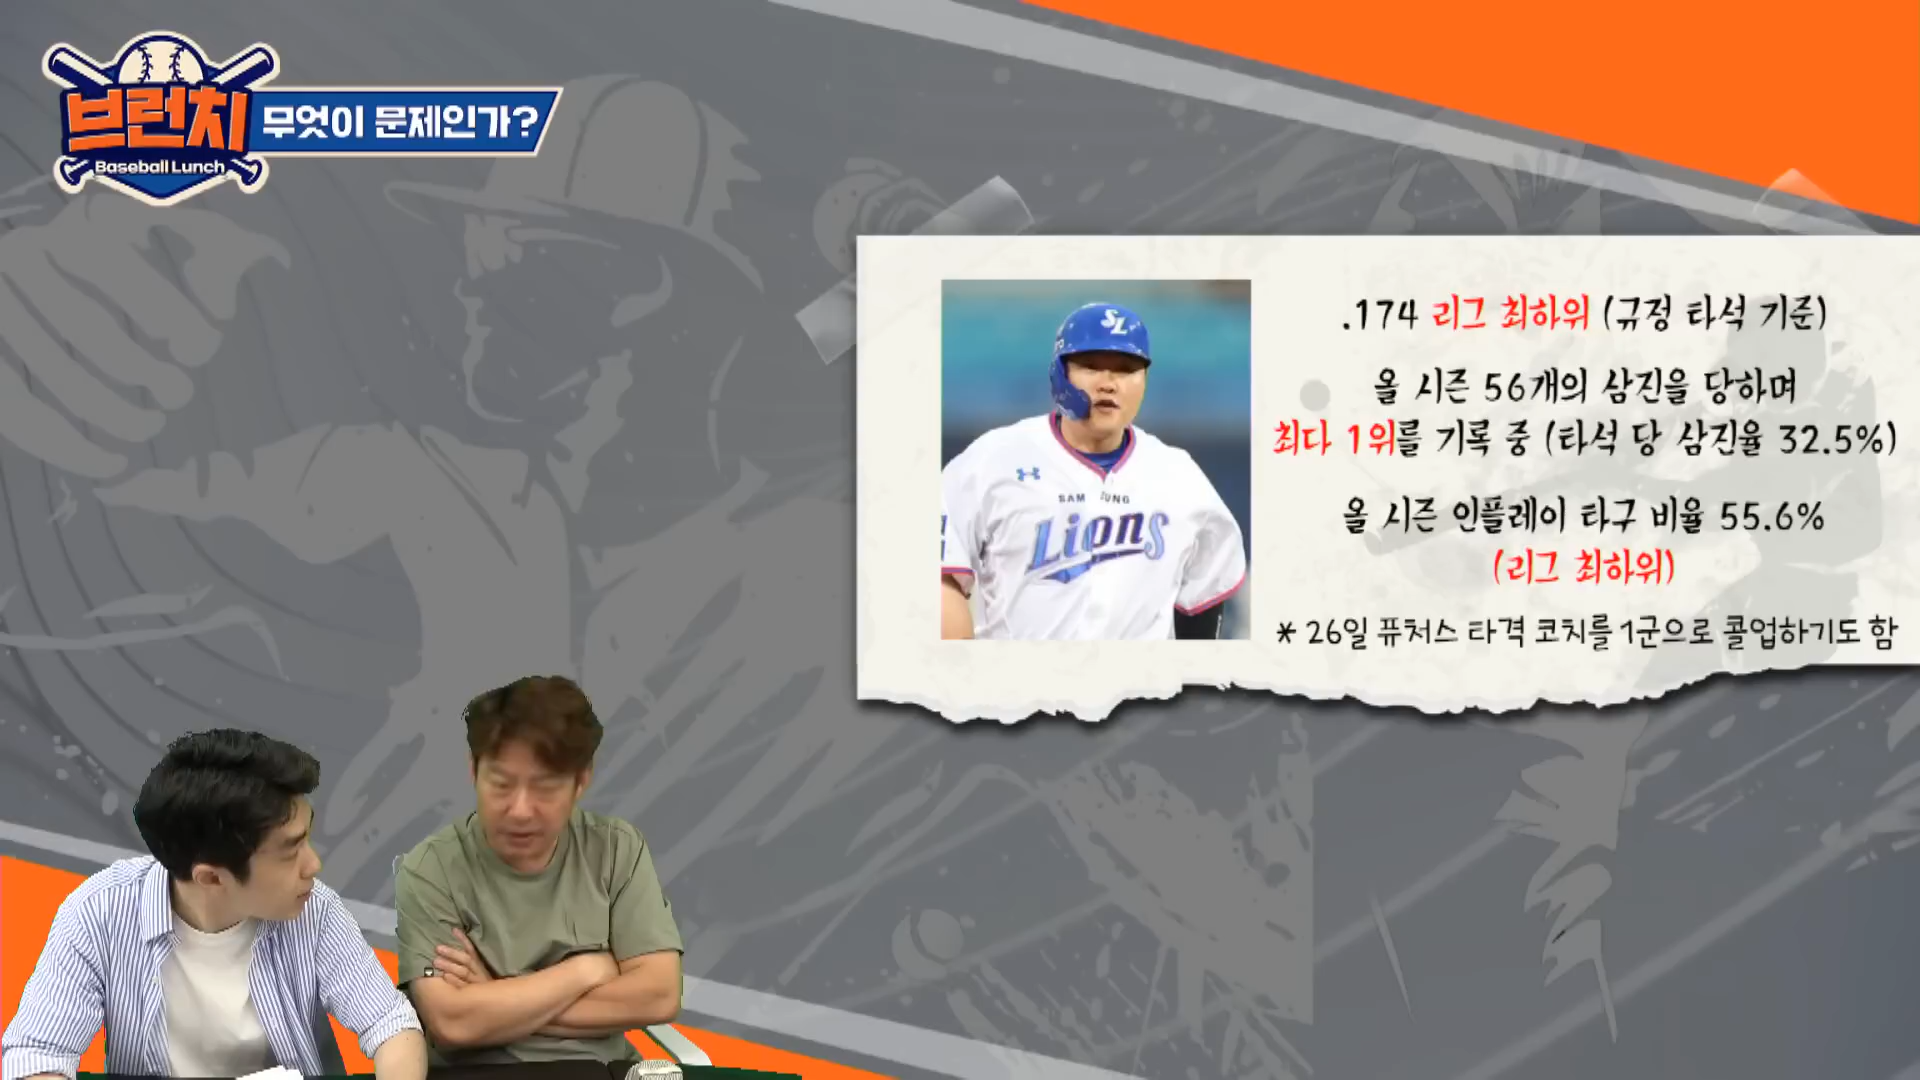 브런치
Baseball Lunch
무엇이 문제인가?
.174 리그 최하위 (규정 타석 기준)
올 시즌 56개의 삼진을 당하며
최다 1위를 기록 중 (타석 당 삼진율 32.5%)
올 시즌 인플레이 타구 비율 55.6%
(리그 최하위)
* 26일 퓨처스 타격 코치를 1군으로 콜업하기도 함
SL
SAM UNG
Lions